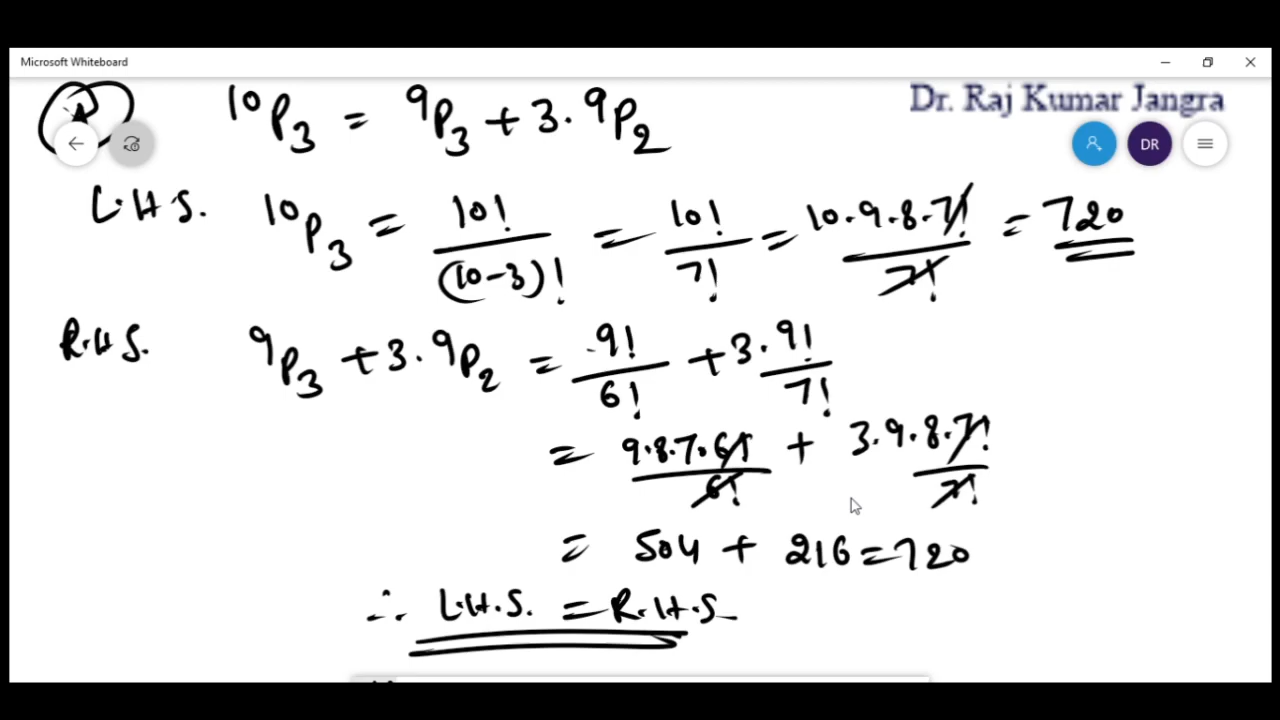 Microsoft Whiteboard
Dr. Raj Kumar Jangra
¹⁰P₃ = ⁹P₃ + 3. ⁹P₂
DR
L.H.S. ¹⁰P₃ = 10!/(10-3)! = 10!/7! = 10.9.8.7!/7! = 720
R.H.S. ⁹P₃ + 3. ⁹P₂ = 9!/6! + 3. 9!/7!
= 9.8.7.6!/6! + 3.9.8.7!/7!
= 504 + 216 = 720
∴ L.H.S. = R.H.S